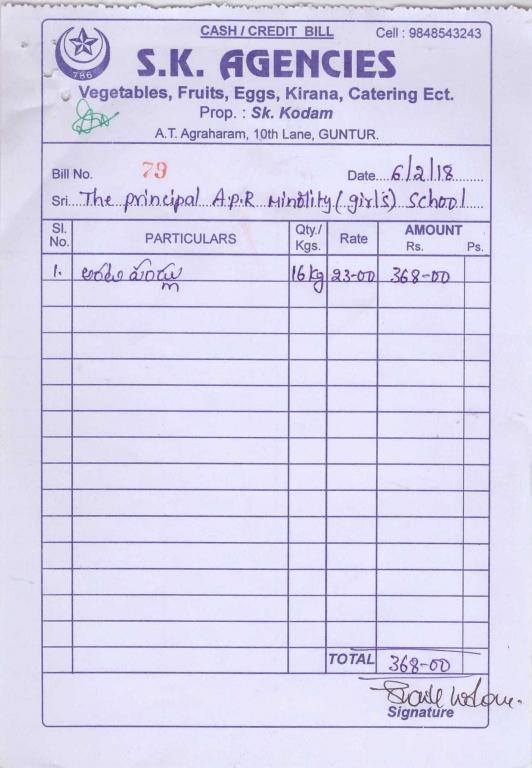 CASH / CREDIT BILL
Cell : 9848543243
786
S.K. AGENCIES
Vegetables, Fruits, Eggs, Kirana, Catering Ect.
Prop. : Sk. Kodam
A.T. Agraharam, 10th Lane, GUNTUR.
Bill No. 79 Date 6/2/18
Sri. The principal A.P.R Minority (girls) School
Sl. No. PARTICULARS Qty./ Kgs. Rate AMOUNT Rs. Ps.
1. అరటి పండ్లు 16 kg 23-00 368-00
TOTAL 368-00
Signature